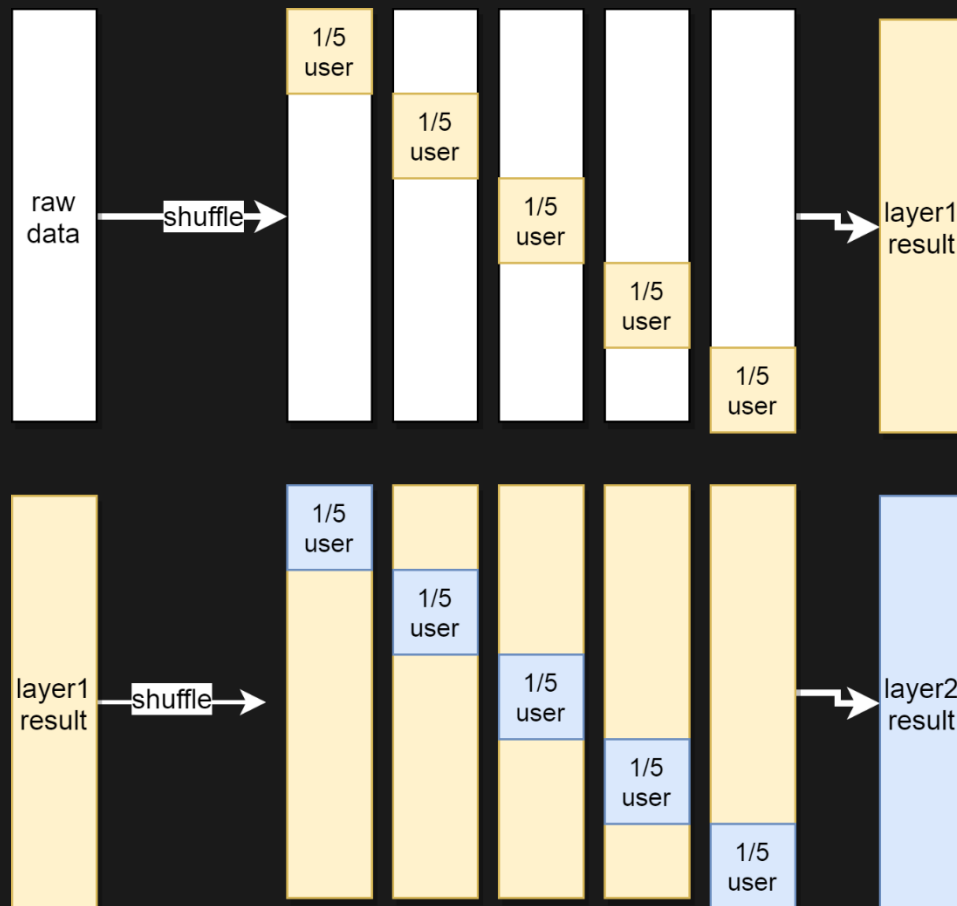 1/5
user
1/5
user
1/5
user
1/5
user
1/5
user
raw
data
shuffle
layer1
result
1/5
user
1/5
user
1/5
user
1/5
user
1/5
user
layer1
result
shuffle
layer2
result